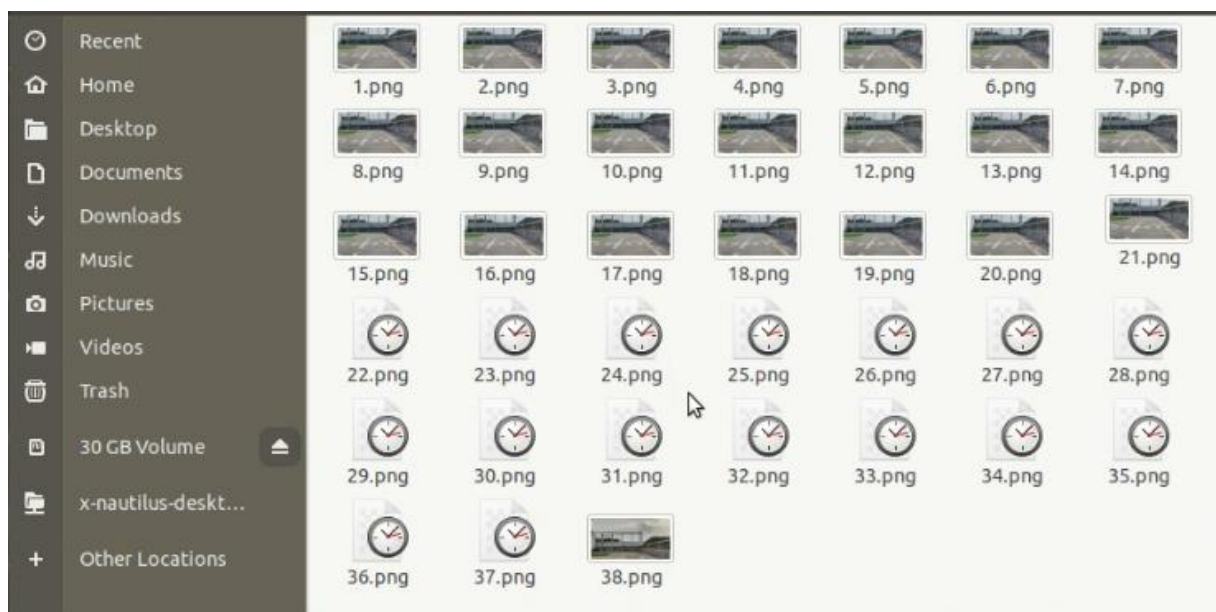 Recent
Home
Desktop
Documents
Downloads
Music
Pictures
Videos
Trash
30 GB Volume
x-nautilus-deskt...
Other Locations
1.png 2.png 3.png 4.png 5.png 6.png 7.png
8.png 9.png 10.png 11.png 12.png 13.png 14.png
15.png 16.png 17.png 18.png 19.png 20.png 21.png
22.png 23.png 24.png 25.png 26.png 27.png 28.png
29.png 30.png 31.png 32.png 33.png 34.png 35.png
36.png 37.png 38.png